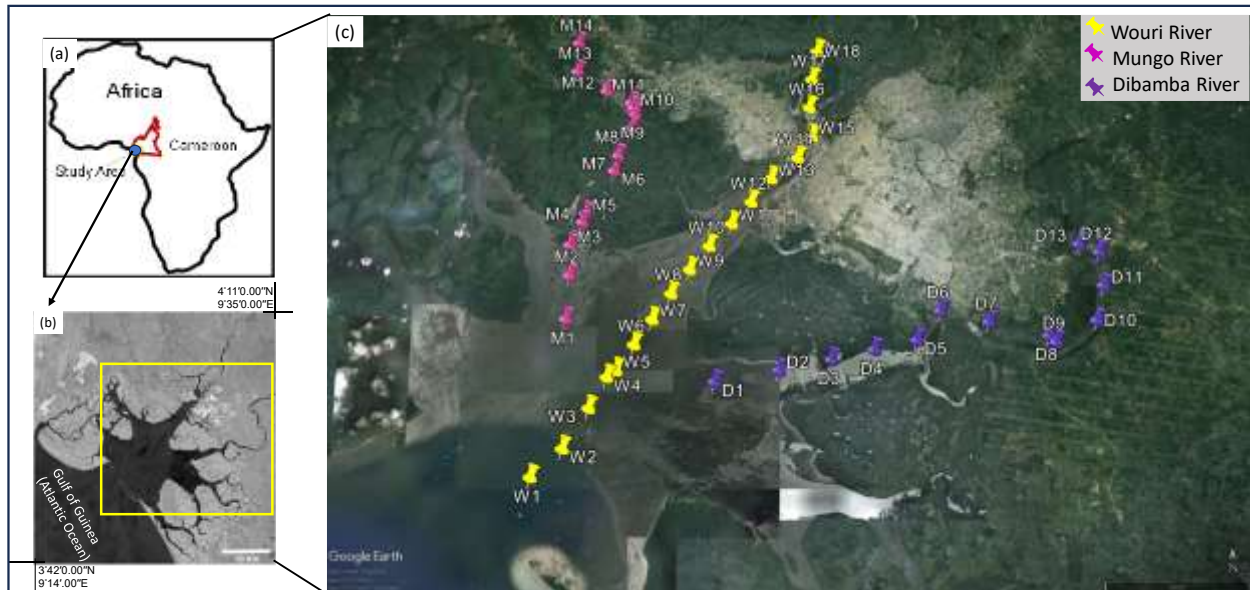 (a)
Africa
Cameroon
Study Area
4°11'0.00"N
9°35'0.00"E
(b)
Gulf of Guinea
(Atlantic Ocean)
3°42'0.00"N
9°14'.00"E
(c)
Wouri River
Mungo River
Dibamba River
M14
M13
M12
M11
M10
M9
M8
M7
M6
M5
M4
M3
M2
M1
W18
W17
W16
W15
W14
W13
W12
W11
W10
W9
W8
W7
W6
W5
W4
W3
W2
W1
D13
D12
D11
D10
D9
D8
D7
D6
D5
D4
D3
D2
D1
Google Earth
N